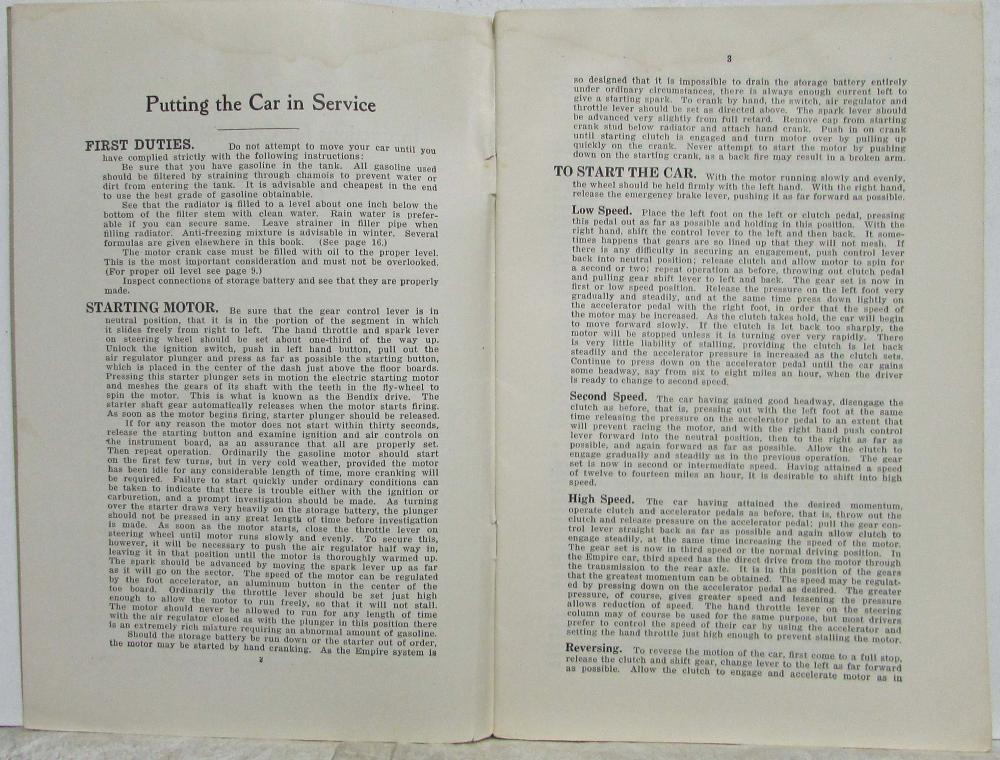 Putting the Car in Service
FIRST DUTIES. Do not attempt to move your car until you
have complied strictly with the following instructions:
Be sure that you have gasoline in the tank. All gasoline used
should be filtered by straining through chamois to prevent water or
dirt from entering the tank. It is advisable and cheapest in the end
to use the best grade of gasoline obtainable.
See that the radiator is filled to a level about one inch below the
bottom of the filter stem with clean water. Rain water is prefer-
able if you can secure same. Leave strainer in filler pipe when
filling radiator. Anti-freezing mixture is advisable in winter. Several
formulas are given elsewhere in this book. (See page 16.)
The motor crank case must be filled with oil to the proper level.
This is the most important consideration and must not be overlooked.
(For proper oil level see page 9.)
Inspect connections of storage battery and see that they are properly
made.
STARTING MOTOR. Be sure that the gear control lever is in
neutral position, that it is in the portion of the segment in which
it slides freely from right to left. The hand throttle and spark lever
on steering wheel should be set about one-third of the way up.
Unlock the ignition switch, push in left hand button, pull out the
air regulator plunger and press as far as possible the starting button,
which is placed in the center of the dash just above the floor boards.
Pressing this starter plunger sets in motion the electric starting motor
and meshes the gears of its shaft with the teeth in the fly-wheel to
spin the motor. This is what is known as the Bendix drive. The
starter shaft gear automatically releases when the motor starts firing.
As soon as the motor begins firing, starter plunger should be released.
If for any reason the motor does not start within thirty seconds,
release the starting button and examine ignition and air controls on
the instrument board, as an assurance that all are properly set.
Then repeat operation. Ordinarily the gasoline motor should start
on the first few turns, but in very cold weather, provided the motor
has been idle for any considerable length of time, more cranking will
be required. Failure to start quickly under ordinary conditions can
be taken to indicate that there is trouble either with the ignition or
carburetion, and a prompt investigation should be made. As turning
over the starter draws very heavily on the storage battery, the plunger
should not be pressed in any great length of time before investigation
is made. As soon as the motor starts, close the throttle lever on
steering wheel until motor runs slowly and evenly. To secure this,
however, it will be necessary to push the air regulator half way in,
leaving it in that position until the motor is thoroughly warmed up.
The spark should be advanced by moving the spark lever up as far
as it will go on the sector. The speed of the motor can be regulated
by the foot accelerator, an aluminum button in the center of the
toe board. Ordinarily the throttle lever should be set just high
enough to allow the motor to run freely, so that it will not stall.
The motor should never be allowed to run for any length of time
with the air regulator closed as with the plunger in this position there
is an extremely rich mixture requiring an abnormal amount of gasoline.
Should the storage battery be run down or the starter out of order,
the motor may be started by hand cranking. As the Empire system is
2
3
so designed that it is impossible to drain the storage battery entirely
under ordinary circumstances, there is always enough current left to
give a starting spark. To crank by hand, the switch, air regulator and
throttle lever should be set as directed above. The spark lever should
be advanced very slightly from full retard. Remove cap from starting
crank stud below radiator and attach hand crank. Push in on crank
until starting clutch is engaged and turn motor over by pulling up
quickly on the crank. Never attempt to start the motor by pushing
down on the starting crank, as a back fire may result in a broken arm.
TO START THE CAR. With the motor running slowly and evenly,
the wheel should be held firmly with the left hand. With the right hand,
release the emergency brake lever, pushing it as far forward as possible.
Low Speed. Place the left foot on the left or clutch pedal, pressing
this pedal out as far as possible and holding in this position. With the
right hand, shift the control lever to the left and then back. It some-
times happens that gears are so lined up that they will not mesh. If
there is any difficulty in securing an engagement, push control lever
back into neutral position; release clutch and allow motor to spin for
a second or two; repeat operation as before, throwing out clutch pedal
and pulling gear shift lever to left and back. The gear set is now in
first or low speed position. Release the pressure on the left foot very
gradually and steadily, and at the same time press down lightly on
the accelerator pedal with the right foot, in order that the speed of
the motor may be increased. As the clutch takes hold, the car will begin
to move forward slowly. If the clutch is let back too sharply, the
motor will be stopped unless it is turning over very rapidly. There
is very little liability of stalling, providing the clutch is let back
steadily and the accelerator pressure is increased as the clutch sets.
Continue to press down on the accelerator pedal until the car gains
some headway, say from six to eight miles an hour, when the driver
is ready to change to second speed.
Second Speed. The car having gained good headway, disengage the
clutch as before, that is, pressing out with the left foot at the same
time releasing the pressure on the accelerator pedal to an extent that
will prevent racing the motor, and with the right hand push control
lever forward into the neutral position, then to the right as far as
possible, and again forward as far as possible. Allow the clutch to
engage gradually and steadily as in the previous operation. The gear
set is now in second or intermediate speed. Having attained a speed
of twelve to fourteen miles an hour, it is desirable to shift into high
speed.
High Speed. The car having attained the desired momentum,
operate clutch and accelerator pedals as before, that is, throw out the
clutch and release pressure on the accelerator pedal; pull the gear con-
trol lever straight back as far as possible and again allow clutch to
engage steadily, at the same time increasing the speed of the motor.
The gear set is now in third speed or the normal driving position. In
the Empire car, third speed has the direct drive from the motor through
the transmission to the rear axle. It is in this position of the gears
that the greatest momentum can be obtained. The speed may be regulat-
ed by pressing down on the accelerator pedal as desired. The greater
pressure, of course, gives greater speed and lessening the pressure
allows reduction of speed. The hand throttle lever on the steering
column may of course be used for the same purpose, but most drivers
prefer to control the speed of their car by using the accelerator and
setting the hand throttle just high enough to prevent stalling the motor.
Reversing. To reverse the motion of the car, first come to a full stop,
release the clutch and shift gear, change lever to the left as far forward
as possible. Allow the clutch to engage and accelerate motor as in